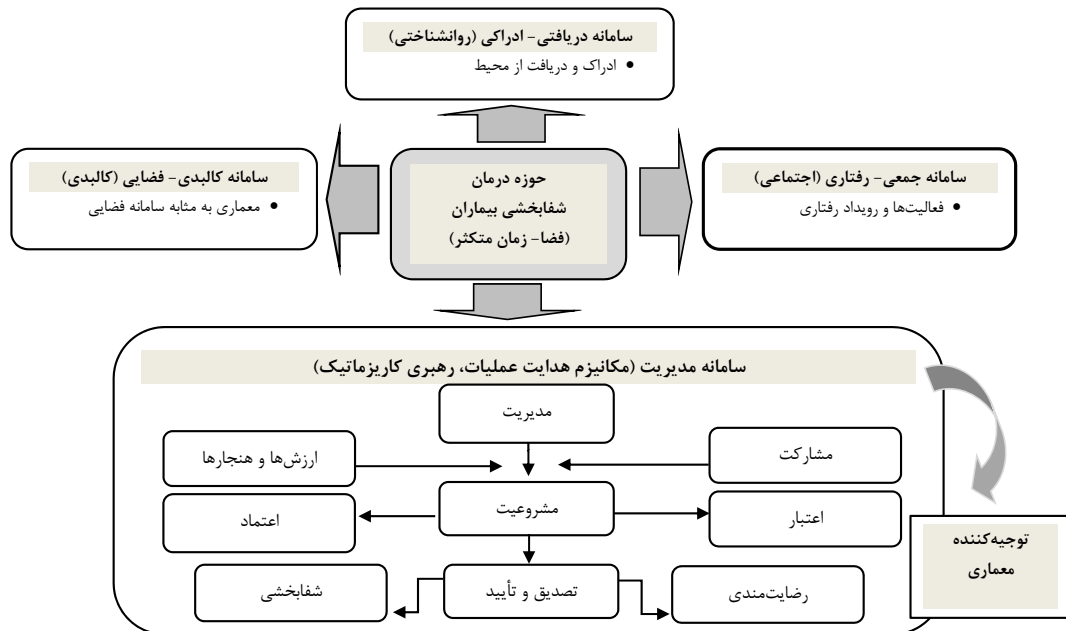 سامانه دریافتی- ادراکی (روانشناختی)
• ادراک و دریافت از محیط
سامانه جمعی- رفتاری (اجتماعی)
• فعالیت‌ها و رویداد رفتاری
حوزه درمان
شفابخشی بیماران
(فضا- زمان متکثر)
سامانه کالبدی- فضایی (کالبدی)
• معماری به مثابه سامانه فضایی
سامانه مدیریت (مکانیزم هدایت عملیات، رهبری کاریزماتیک)
مدیریت
مشارکت
ارزش‌ها و هنجارها
اعتبار
مشروعیت
اعتماد
رضایت‌مندی
تصدیق و تأیید
شفابخشی
توجیه‌کننده
معماری